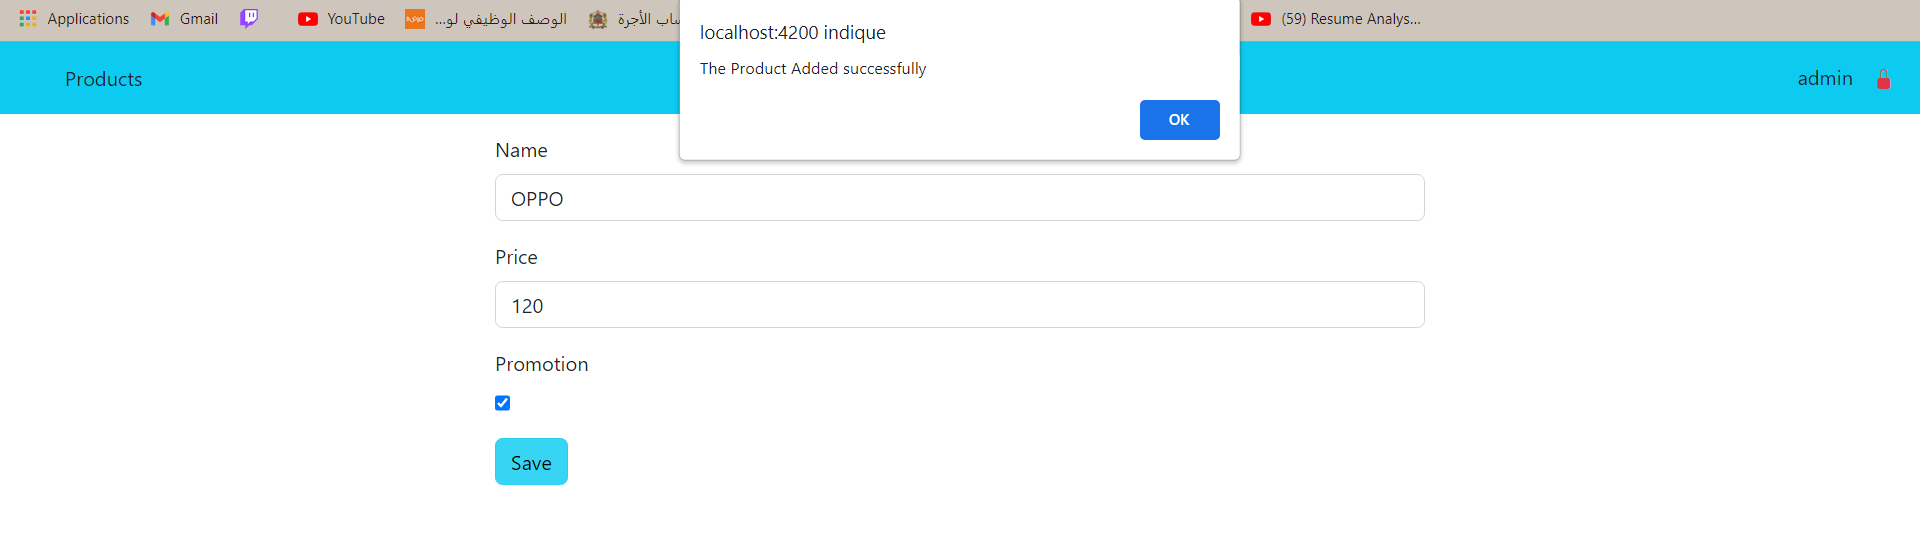 Applications Gmail YouTube الوصف الوظيفي لو... ساب الأجرة (59) Resume Analys...
localhost:4200 indique
The Product Added successfully
OK
Products admin
Name
OPPO
Price
120
Promotion
Save